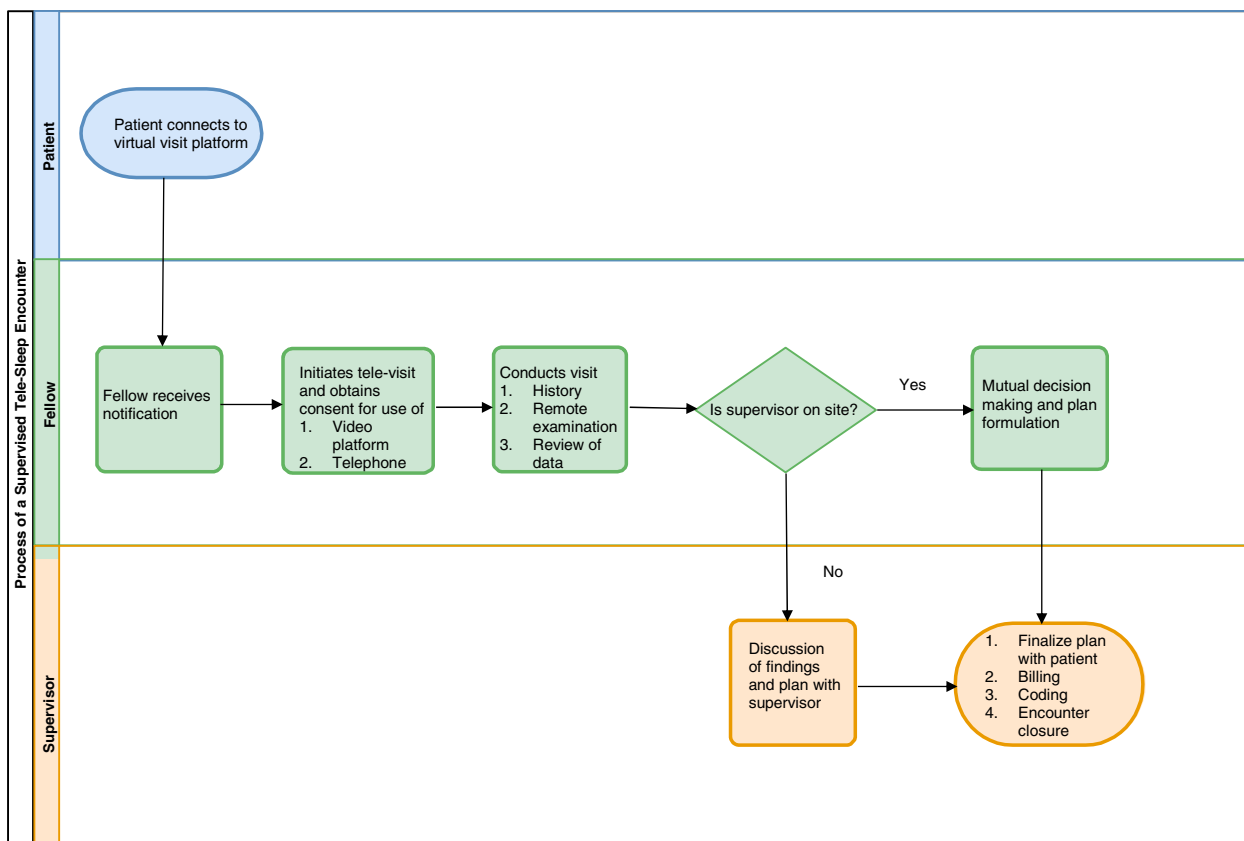 Process of a Supervised Tele-Sleep Encounter
Patient
Patient connects to
virtual visit platform
Fellow
Fellow receives
notification
Initiates tele-visit
and obtains
consent for use of
1. Video
platform
2. Telephone
Conducts visit
1. History
2. Remote
examination
3. Review of
data
Is supervisor on site?
Yes
Mutual decision
making and plan
formulation
No
Supervisor
Discussion
of findings
and plan with
supervisor
1. Finalize plan
with patient
2. Billing
3. Coding
4. Encounter
closure